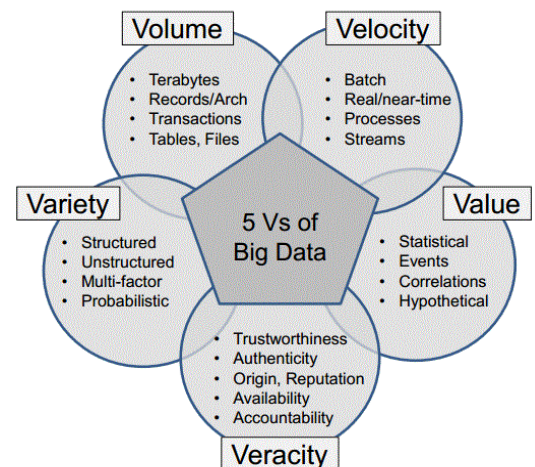 Volume
• Terabytes
• Records/Arch
• Transactions
• Tables, Files
Velocity
• Batch
• Real/near-time
• Processes
• Streams
Variety
• Structured
• Unstructured
• Multi-factor
• Probabilistic
5 Vs of
Big Data
Value
• Statistical
• Events
• Correlations
• Hypothetical
• Trustworthiness
• Authenticity
• Origin, Reputation
• Availability
• Accountability
Veracity